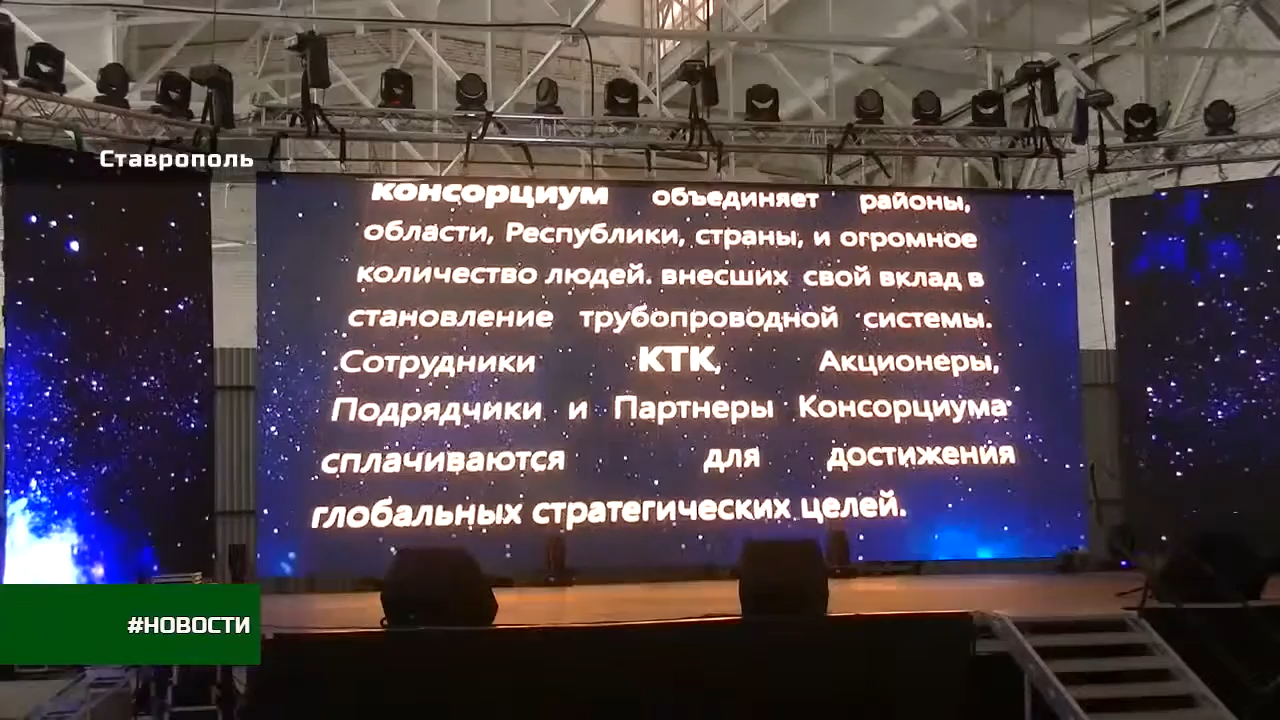 Ставрополь
консорциум объединяет районы,
области, Республики, страны, и огромное
количество людей. внесших свой вклад в
становление трубопроводной системы.
Сотрудники КТК, Акционеры,
Подрядчики и Партнеры Консорциума
сплачиваются для достижения
глобальных стратегических целей.
#НОВОСТИ